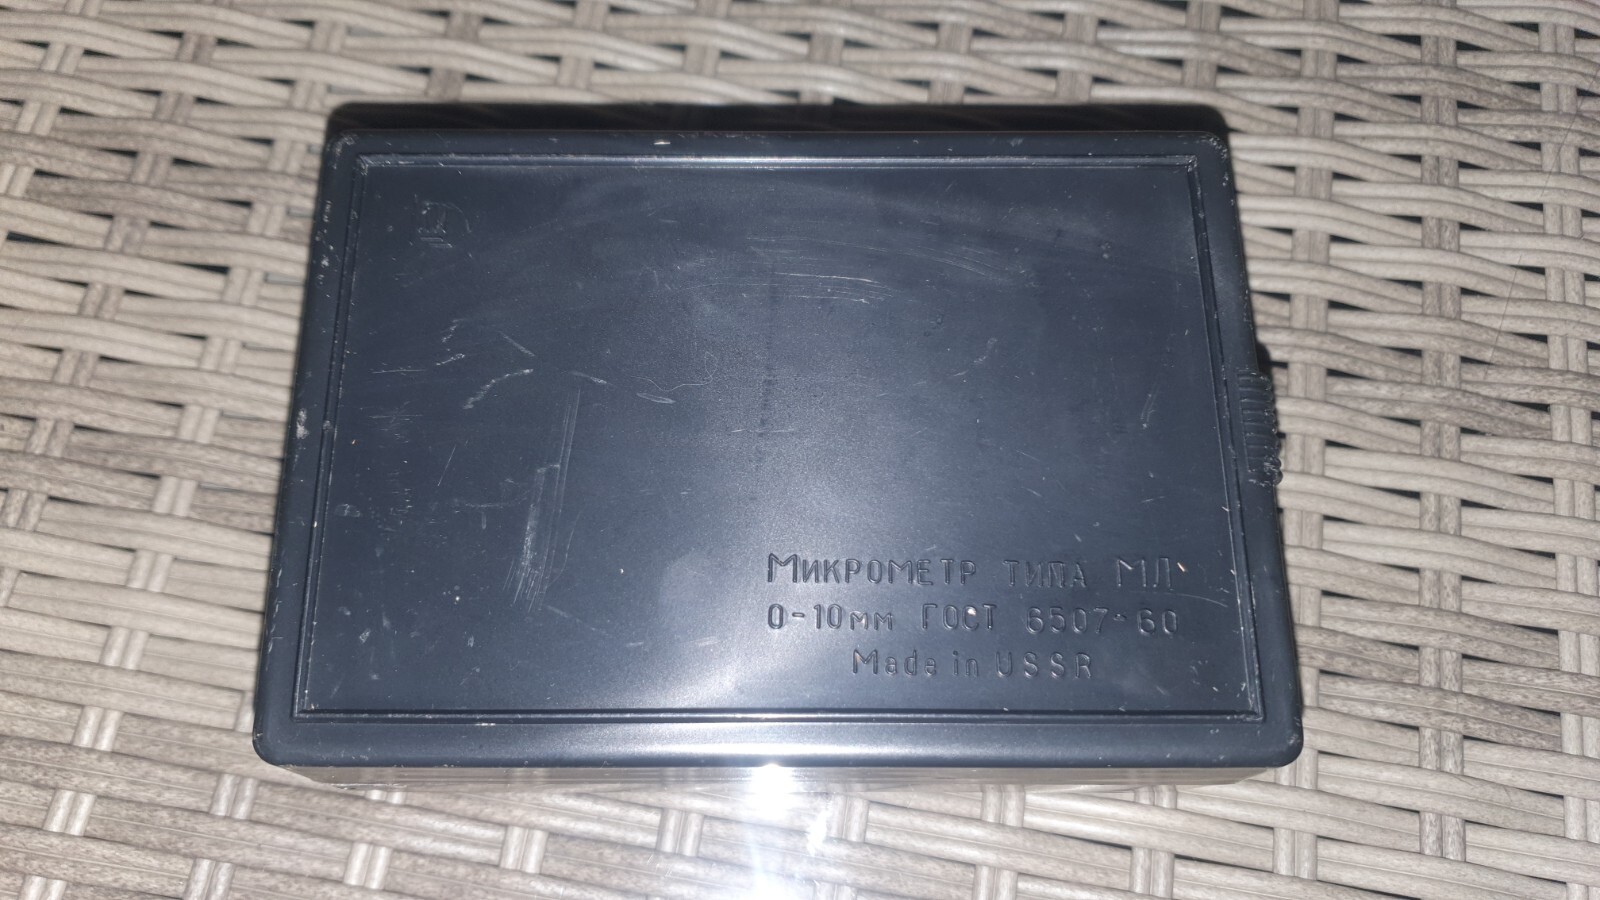 Микрометр типа МЛ
0-10мм ГОСТ 6507-60
Made in USSR